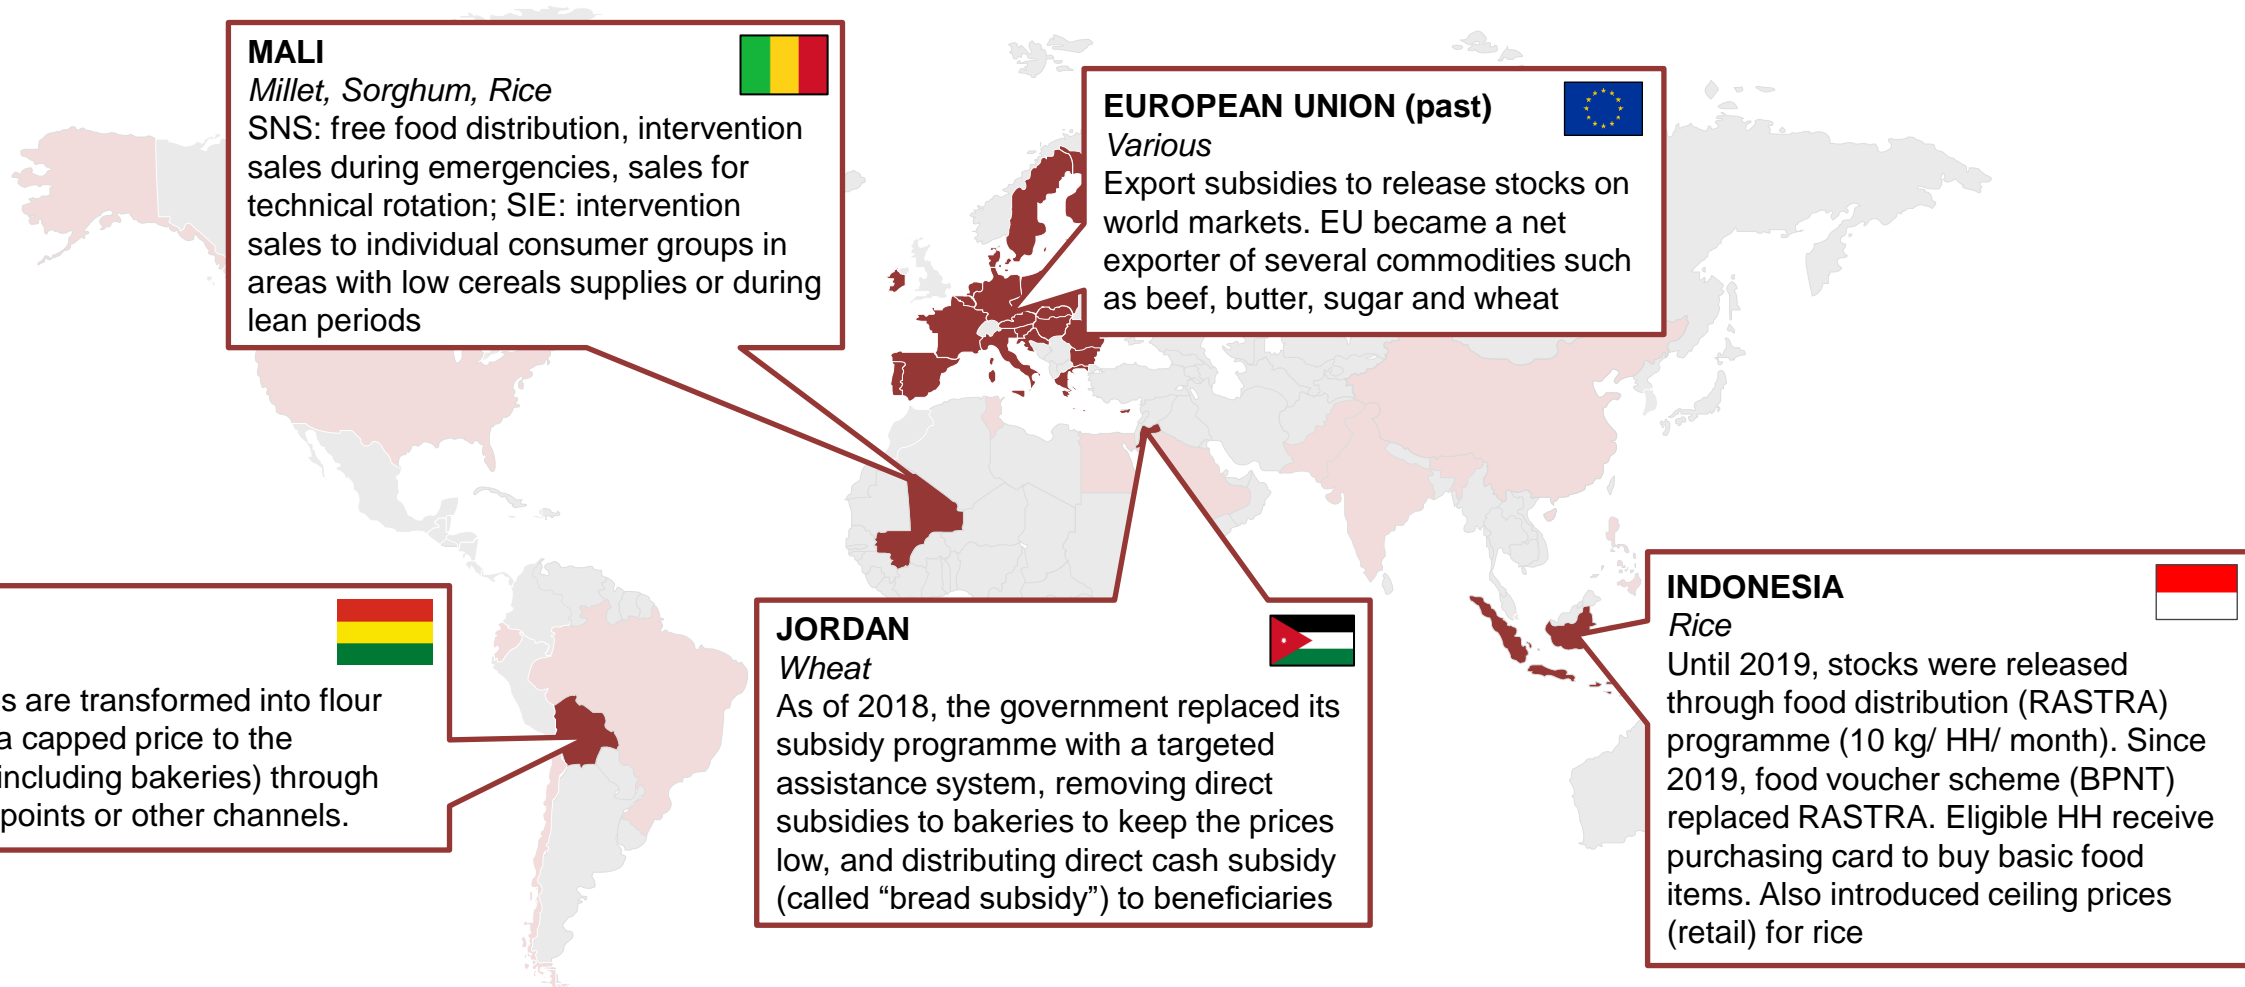 MALI
Millet, Sorghum, Rice
SNS: free food distribution, intervention
sales during emergencies, sales for
technical rotation; SIE: intervention
sales to individual consumer groups in
areas with low cereals supplies or during
lean periods
EUROPEAN UNION (past)
Various
Export subsidies to release stocks on
world markets. EU became a net
exporter of several commodities such
as beef, butter, sugar and wheat
s are transformed into flour
a capped price to the
including bakeries) through
points or other channels.
JORDAN
Wheat
As of 2018, the government replaced its
subsidy programme with a targeted
assistance system, removing direct
subsidies to bakeries to keep the prices
low, and distributing direct cash subsidy
(called “bread subsidy”) to beneficiaries
INDONESIA
Rice
Until 2019, stocks were released
through food distribution (RASTRA)
programme (10 kg/ HH/ month). Since
2019, food voucher scheme (BPNT)
replaced RASTRA. Eligible HH receive
purchasing card to buy basic food
items. Also introduced ceiling prices
(retail) for rice